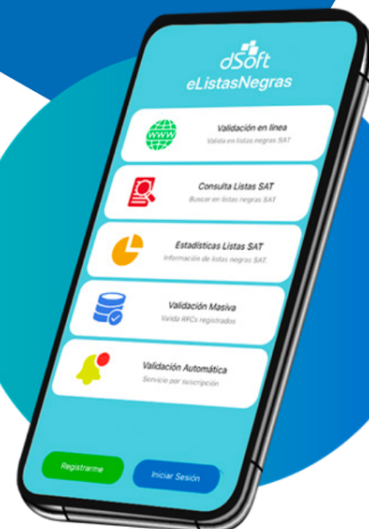 dSoft
eListasNegras
www
Validación en línea
Valida en listas negras SAT
Consulta Listas SAT
Buscar en listas negras SAT
Estadísticas Listas SAT
Información de listas negras SAT
Validación Masiva
Valida RFCs registrados
Validación Automática
Servicio por suscripción
Registrarme
Iniciar Sesión